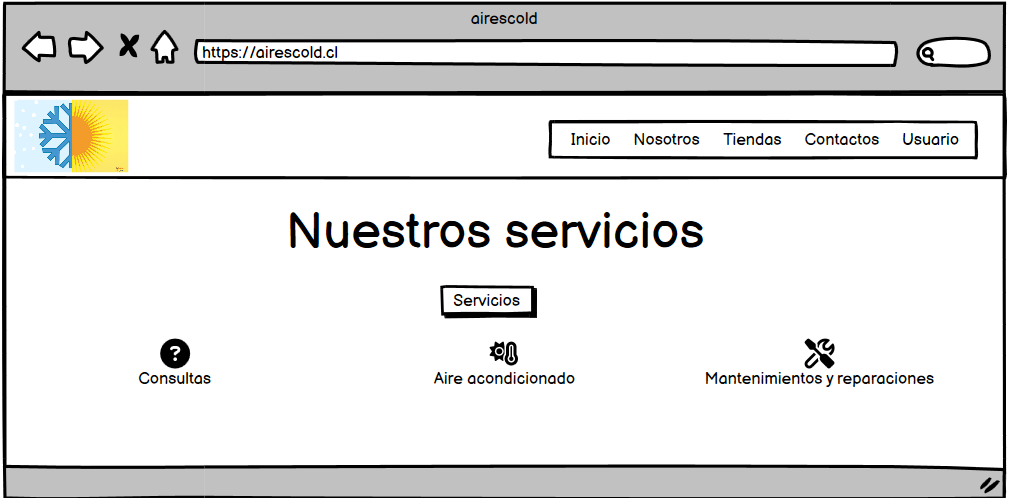 airescold
https://airescold.cl
Inicio Nosotros Tiendas Contactos Usuario
Nuestros servicios
Servicios
?
Consultas Aire acondicionado Mantenimientos y reparaciones